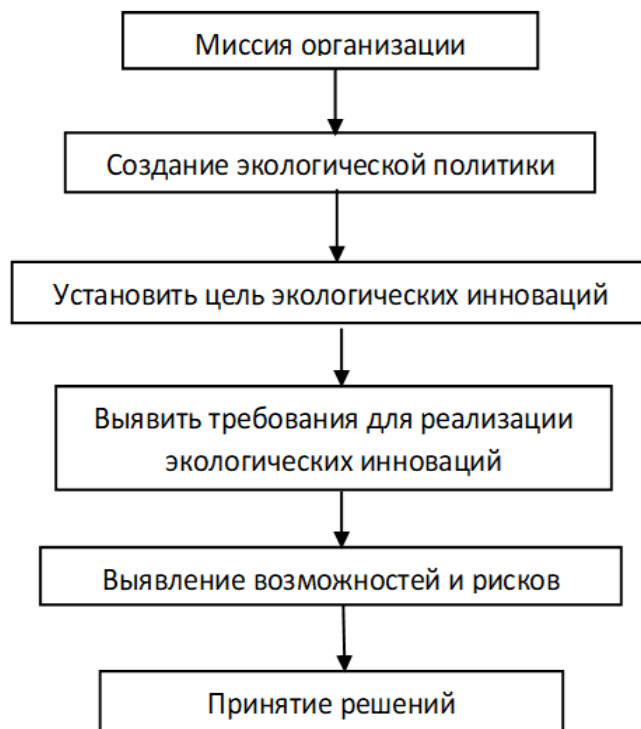 Миссия организации
Создание экологической политики
Установить цель экологических инноваций
Выявить требования для реализации
экологических инноваций
Выявление возможностей и рисков
Принятие решений